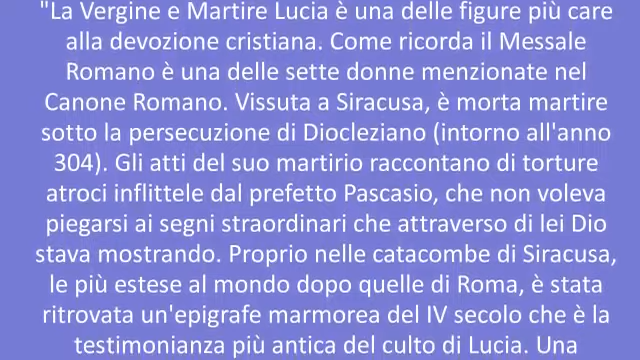 "La Vergine e Martire Lucia è una delle figure più care
alla devozione cristiana. Come ricorda il Messale
Romano è una delle sette donne menzionate nel
Canone Romano. Vissuta a Siracusa, è morta martire
sotto la persecuzione di Diocleziano (intorno all'anno
304). Gli atti del suo martirio raccontano di torture
atroci inflittele dal prefetto Pascasio, che non voleva
piegarsi ai segni straordinari che attraverso di lei Dio
stava mostrando. Proprio nelle catacombe di Siracusa,
le più estese al mondo dopo quelle di Roma, è stata
ritrovata un'epigrafe marmorea del IV secolo che è la
testimonianza più antica del culto di Lucia. Una